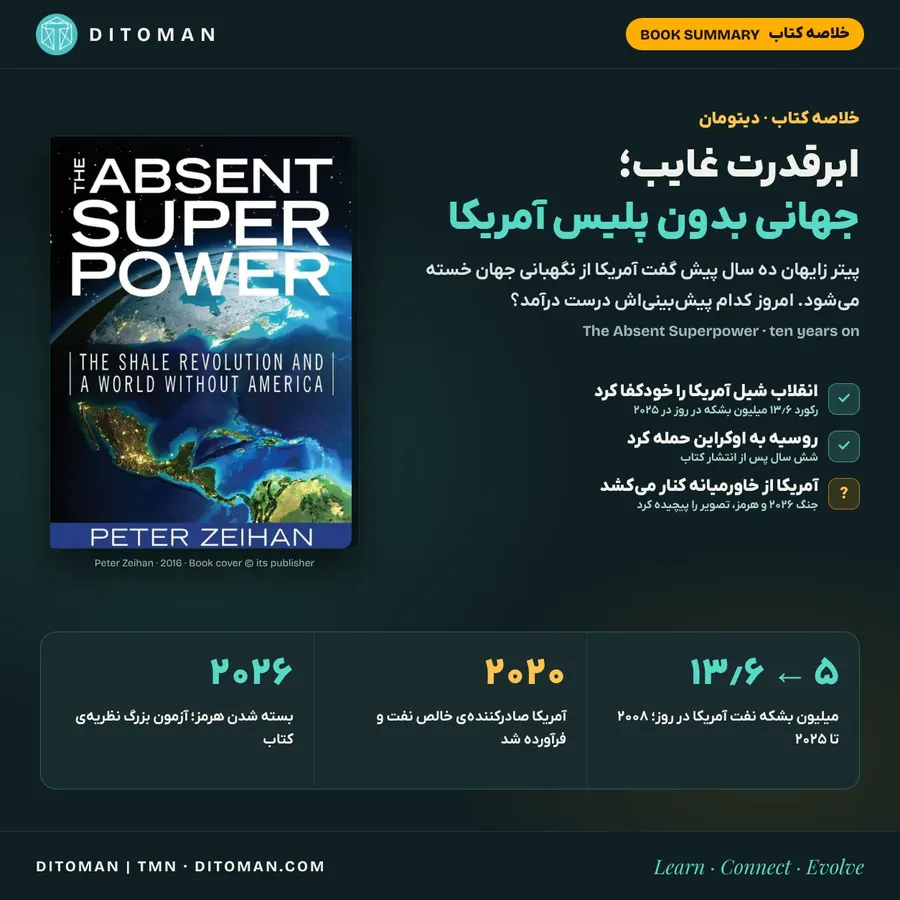 DITOMAN
خلاصه کتاب BOOK SUMMARY
خلاصه کتاب · دیتومان
ابرقدرت غایب؛
جهانی بدون پلیس آمریکا
پیتر زایهان ده سال پیش گفت آمریکا از نگهبانی جهان خسته
می‌شود. امروز کدام پیش‌بینی‌اش درست درآمد؟
The Absent Superpower · ten years on
انقلاب شیل آمریکا را خودکفا کرد
رکورد ۱۳٫۶ میلیون بشکه در روز در ۲۰۲۵
روسیه به اوکراین حمله کرد
شش سال پس از انتشار کتاب
?
آمریکا از خاورمیانه کنار می‌کشد
جنگ ۲۰۲۶ و هرمز، تصویر را پیچیده کرد
THE ABSENT
SUPER
POWER
THE SHALE REVOLUTION AND
A WORLD WITHOUT AMERICA
PETER ZEIHAN
Peter Zeihan · 2016 · Book cover © its publisher
۵ ← ۱۳٫۶
میلیون بشکه نفت آمریکا در روز؛ ۲۰۰۸
تا ۲۰۲۵
۲۰۲۰
آمریکا صادرکننده‌ی خالص نفت و
فرآورده شد
۲۰۲۶
بسته شدن هرمز؛ آزمون بزرگ نظریه‌ی
کتاب
DITOMAN | TMN · DITOMAN.COM
Learn · Connect · Evolve